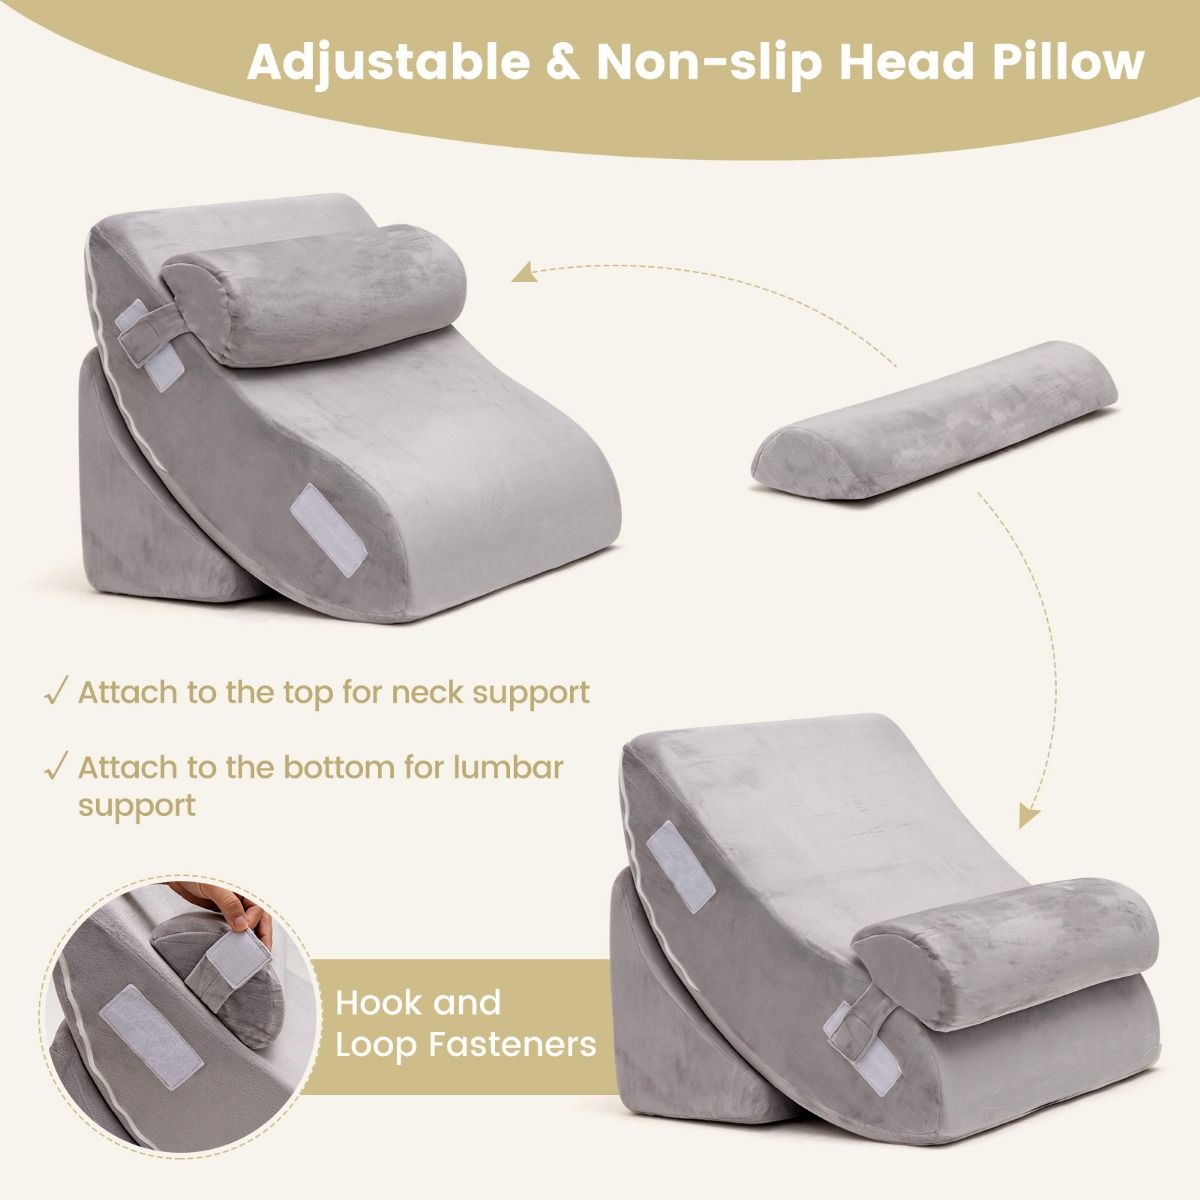 Adjustable & Non-slip Head Pillow
Attach to the top for neck support
Attach to the bottom for lumbar
support
Hook and
Loop Fasteners